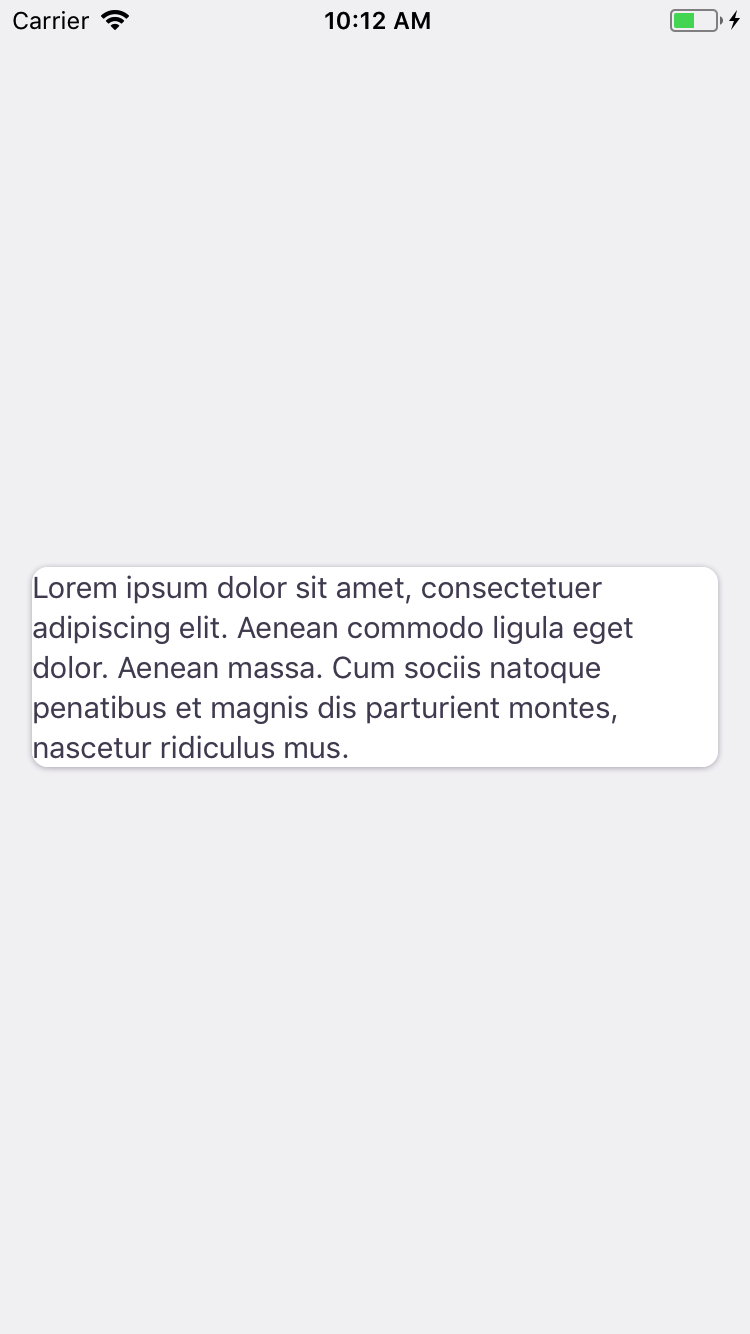 Carrier 10:12 AM
Lorem ipsum dolor sit amet, consectetuer
adipiscing elit. Aenean commodo ligula eget
dolor. Aenean massa. Cum sociis natoque
penatibus et magnis dis parturient montes,
nascetur ridiculus mus.